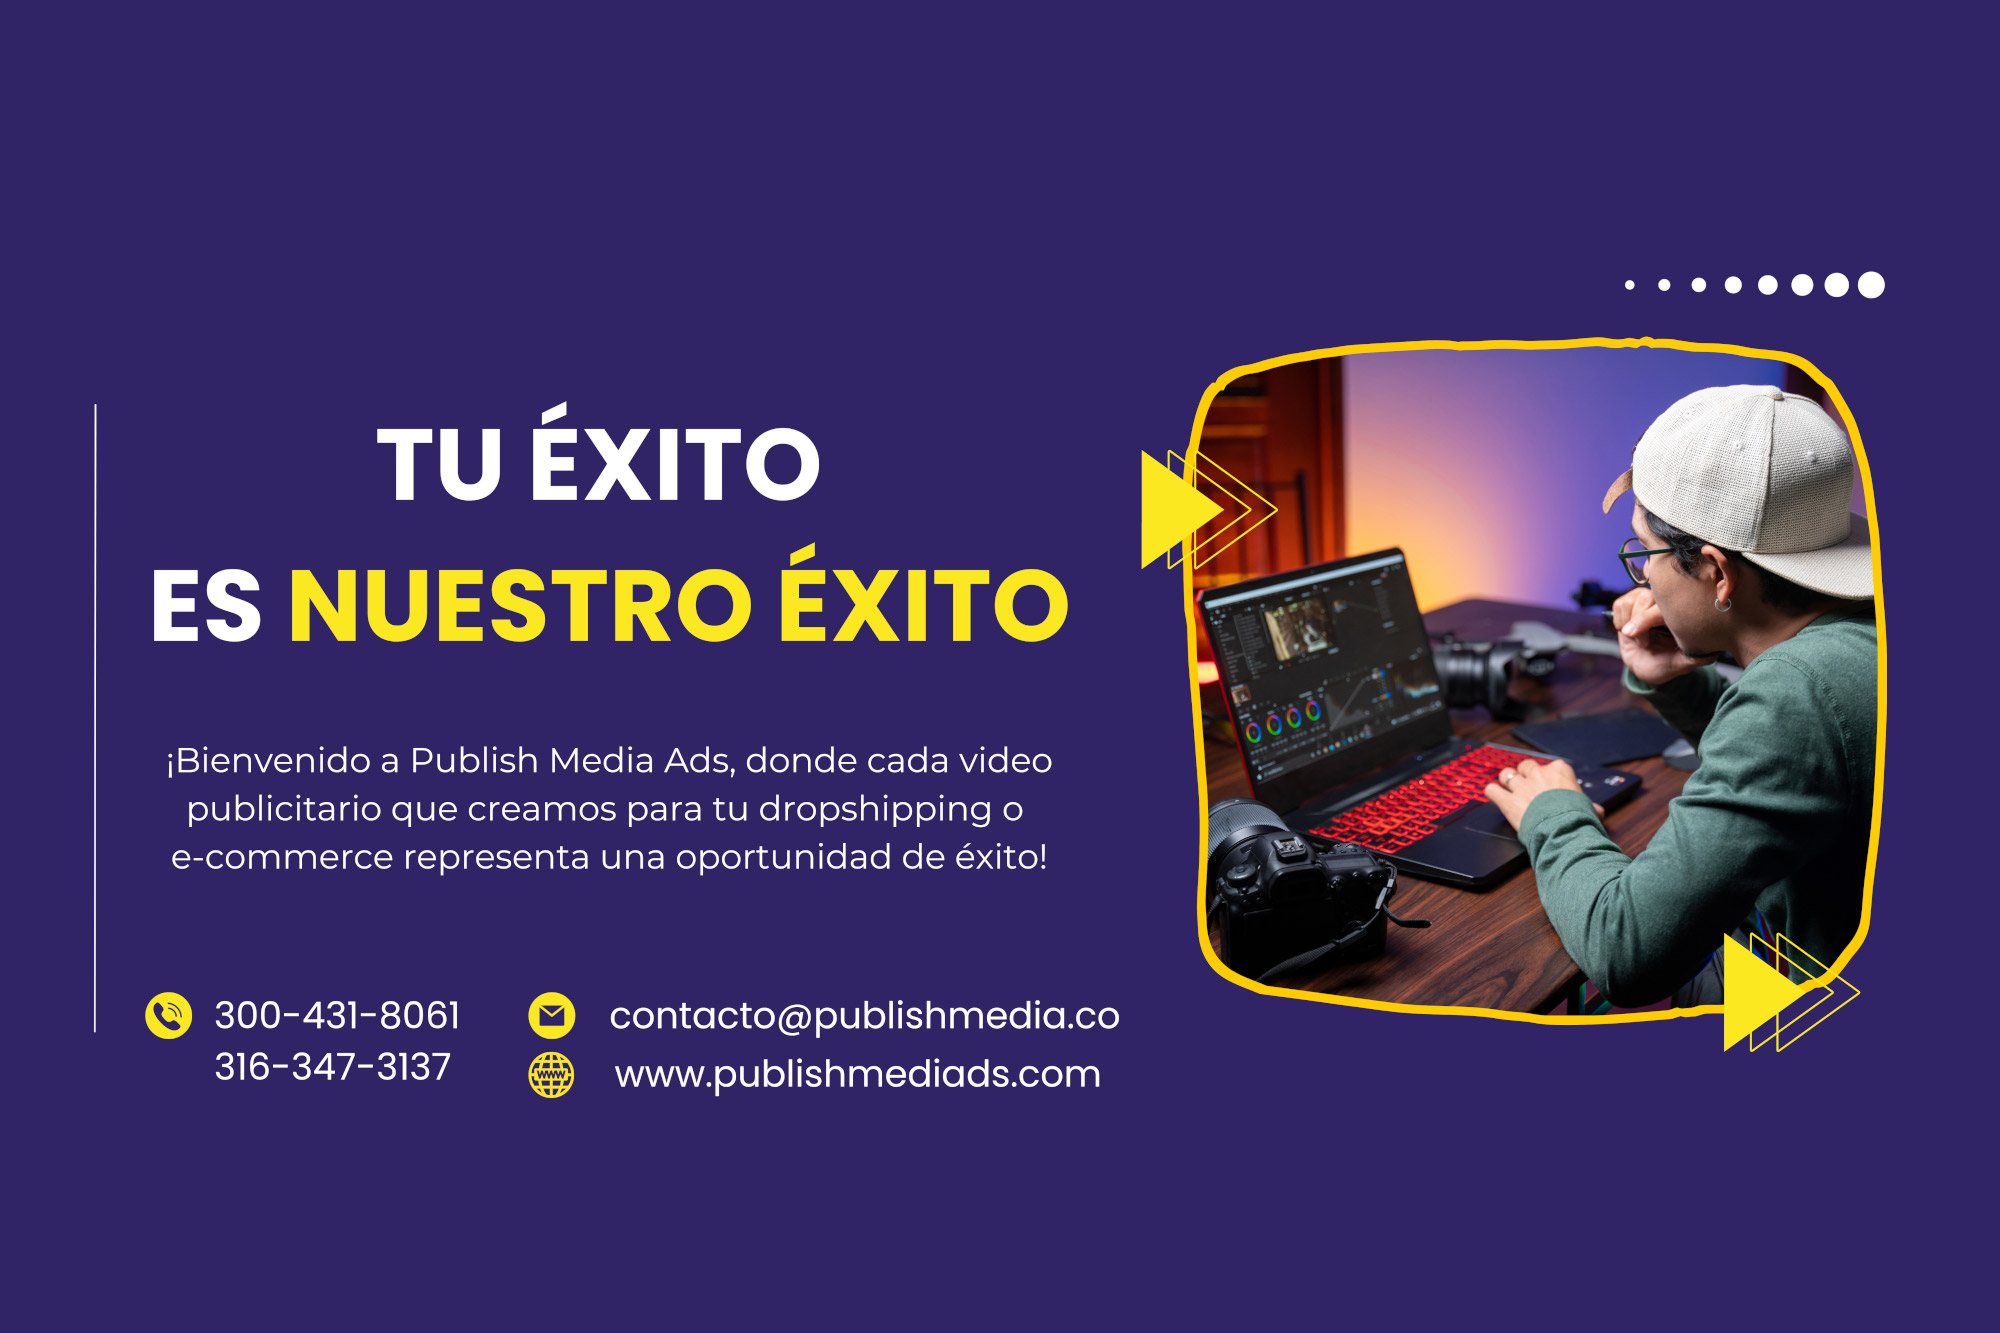 TU ÉXITO
ES NUESTRO ÉXITO
¡Bienvenido a Publish Media Ads, donde cada video
publicitario que creamos para tu dropshipping o
e-commerce representa una oportunidad de éxito!
300-431-8061
316-347-3137
contacto@publishmedia.co
www.publishmediads.com